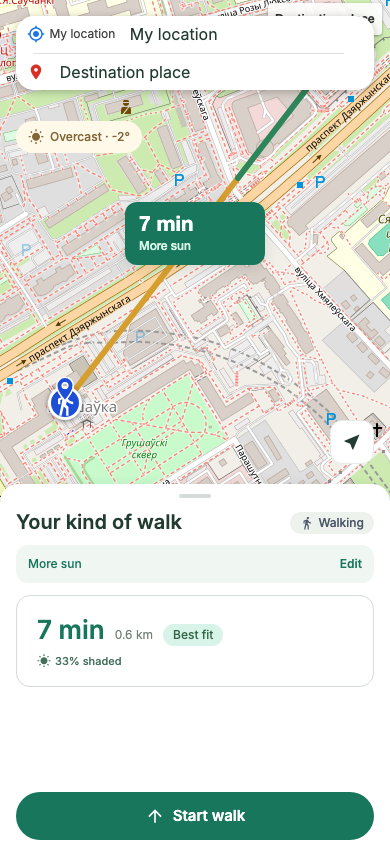 My location My location
Destination place
Overcast · -2°
P
P
праспект Дзяржынскага
7 min
More sun
P
вуліца Хмялеўскага
праспект Дзяржынскага
P
Грушаўскі
сквер
P
Your kind of walk
Walking
More sun
Edit
7 min 0.6 km Best fit
33% shaded
Start walk